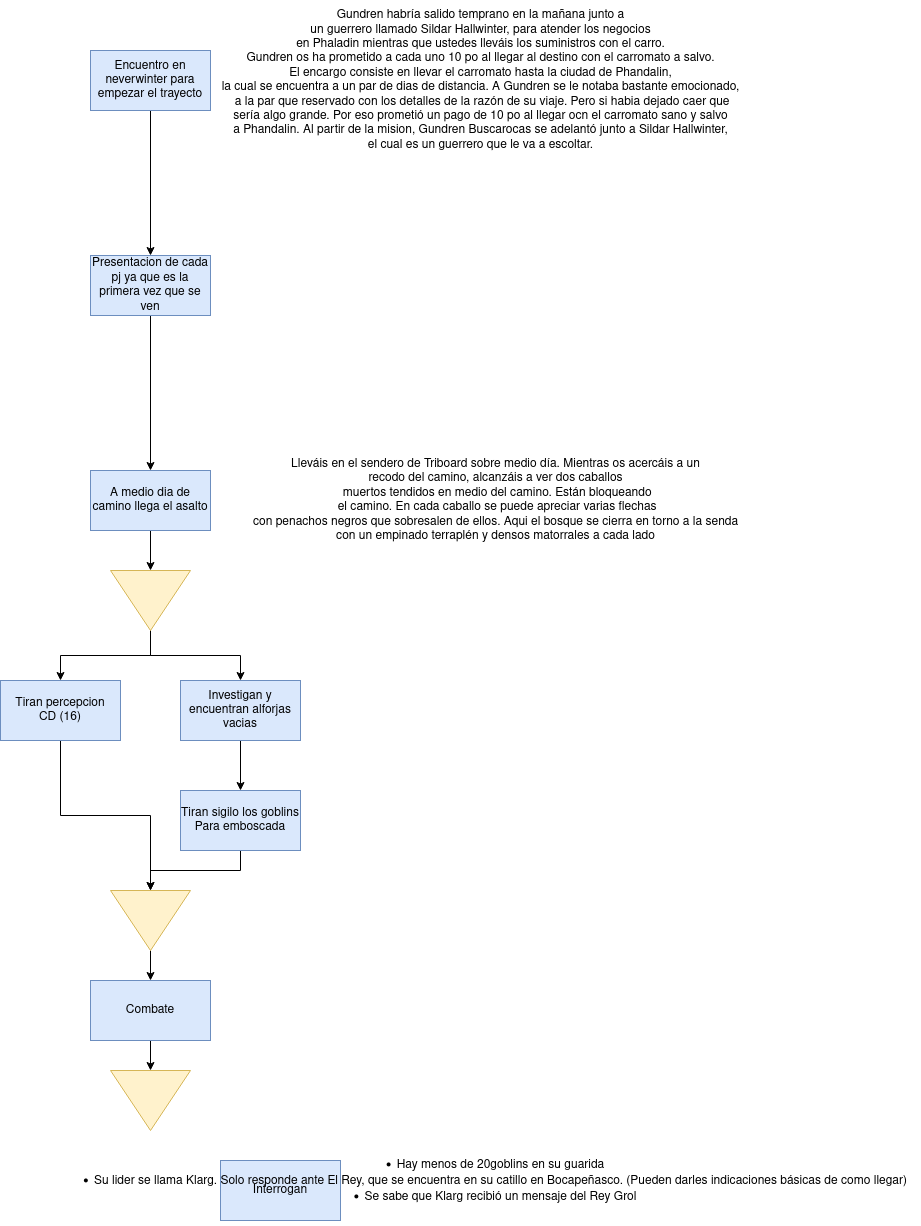 Gundren habría salido temprano en la mañana junto a
un guerrero llamado Sildar Hallwinter, para atender los negocios
en Phaladin mientras que ustedes lleváis los suministros con el carro.
Gundren os ha prometido a cada uno 10 po al llegar al destino con el carromato a salvo.
El encargo consiste en llevar el carromato hasta la ciudad de Phandalin,
la cual se encuentra a un par de dias de distancia. A Gundren se le notaba bastante emocionado,
a la par que reservado con los detalles de la razón de su viaje. Pero si habia dejado caer que
sería algo grande. Por eso prometió un pago de 10 po al llegar ocn el carromato sano y salvo
a Phandalin. Al partir de la mision, Gundren Buscarocas se adelantó junto a Sildar Hallwinter,
el cual es un guerrero que le va a escoltar.
Encuentro en
neverwinter para
empezar el trayecto
Presentacion de cada
pj ya que es la
primera vez que se
ven
Lleváis en el sendero de Triboard sobre medio día. Mientras os acercáis a un
recodo del camino, alcanzáis a ver dos caballos
muertos tendidos en medio del camino. Están bloqueando
el camino. En cada caballo se puede apreciar varias flechas
con penachos negros que sobresalen de ellos. Aqui el bosque se cierra en torno a la senda
con un empinado terraplén y densos matorrales a cada lado
A medio dia de
camino llega el asalto
Tiran percepcion
CD (16)
Investigan y
encuentran alforjas
vacias
Tiran sigilo los goblins
Para emboscada
Combate
• Hay menos de 20goblins en su guarida
• Su lider se llama Klarg. Solo responde ante El Rey, que se encuentra en su catillo en Bocapeñasco. (Pueden darles indicaciones básicas de como llegar)
Interrogan
• Se sabe que Klarg recibió un mensaje del Rey Grol